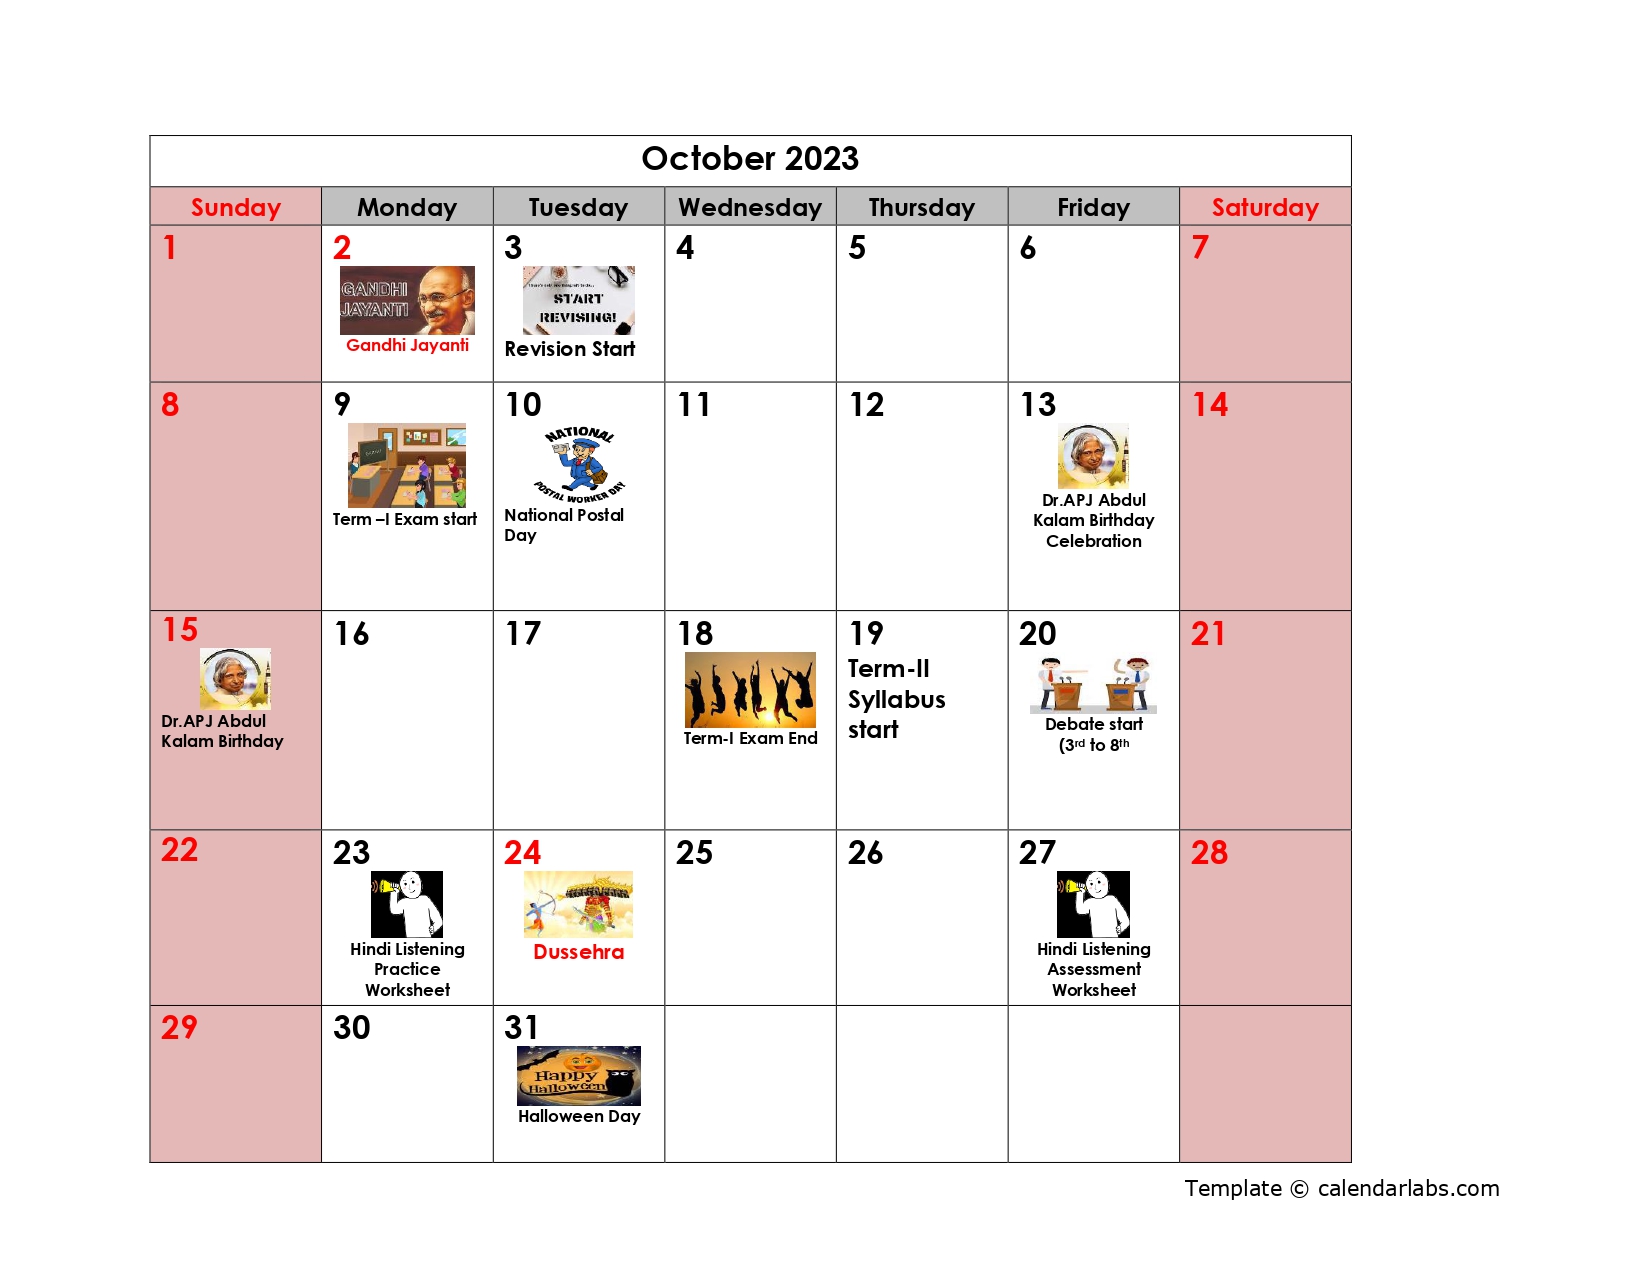 October 2023
Sunday Monday Tuesday Wednesday Thursday Friday Saturday
1 2 3 4 5 6 7
GANDHI
JAYANTI
Gandhi Jayanti
START
REVISING!
Revision Start
8 9 10 11 12 13 14
Term –I Exam start
NATIONAL
POSTAL WORKER DAY
National Postal
Day
Dr.APJ Abdul
Kalam Birthday
Celebration
15 16 17 18 19 20 21
Dr.APJ Abdul
Kalam Birthday
Term-I Exam End
Term-II
Syllabus
start
Debate start
(3rd to 8th
22 23 24 25 26 27 28
Hindi Listening
Practice
Worksheet
Dussehra
Hindi Listening
Assessment
Worksheet
29 30 31
Happy
Halloween
Halloween Day
Template © calendarlabs.com